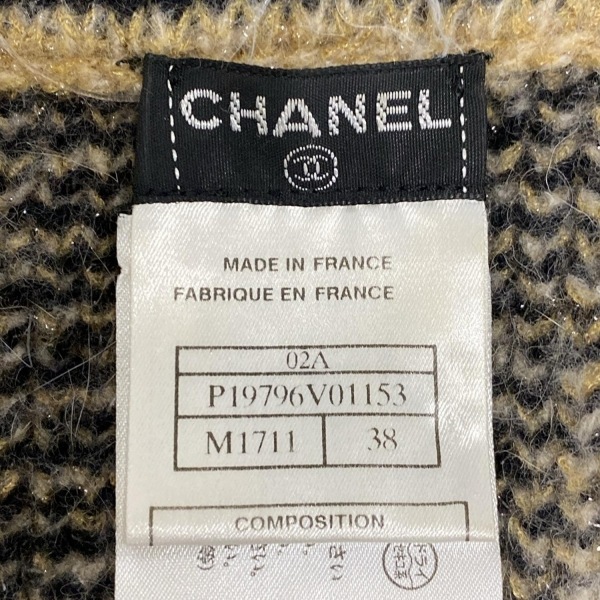 CHANEL
MADE IN FRANCE
FABRIQUE EN FRANCE
02A
P19796V01153
M1711 38
COMPOSITION